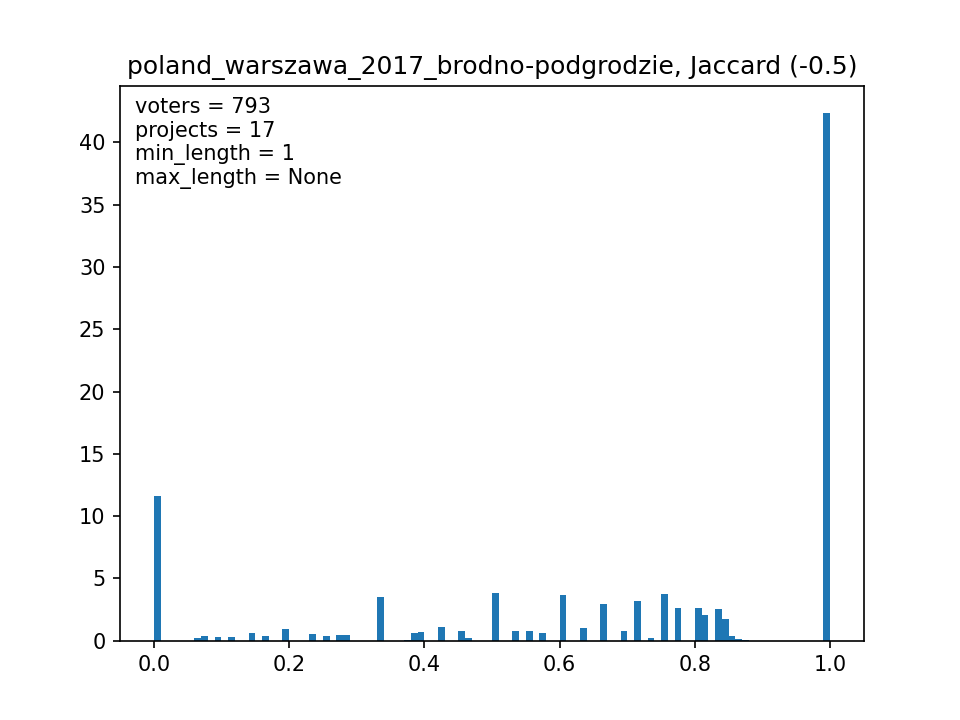 poland_warszawa_2017_brodno-podgrodzie, Jaccard (-0.5)
voters = 793
projects = 17
min_length = 1
max_length = None
40
35
30
25
20
15
10
5
0
0.0 0.2 0.4 0.6 0.8 1.0